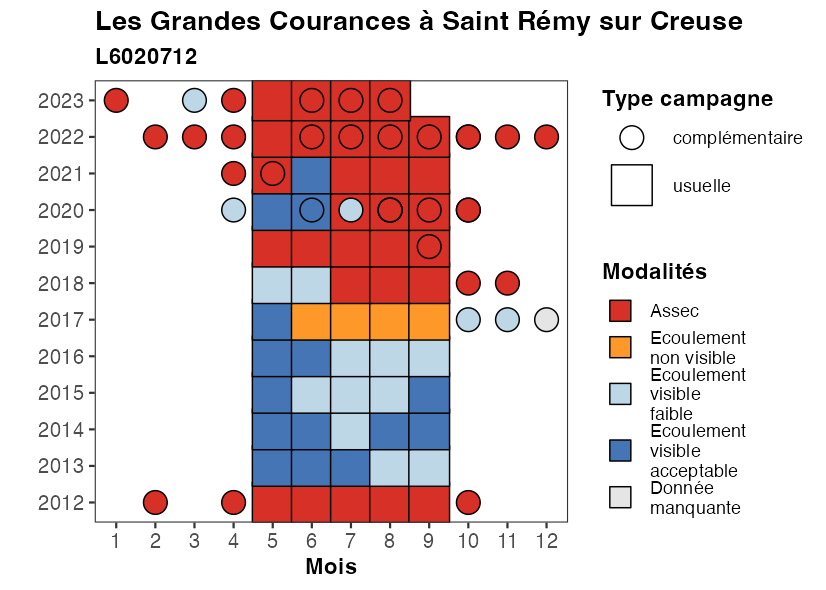 Les Grandes Courances à Saint Rémy sur Creuse
L6020712
2023
2022
2021
2020
2019
2018
2017
2016
2015
2014
2013
2012
1 2 3 4 5 6 7 8 9 10 11 12
Mois
Type campagne
complémentaire
usuelle
Modalités
Assec
Ecoulement
non visible
Ecoulement
visible
faible
Ecoulement
visible
acceptable
Donnée
manquante